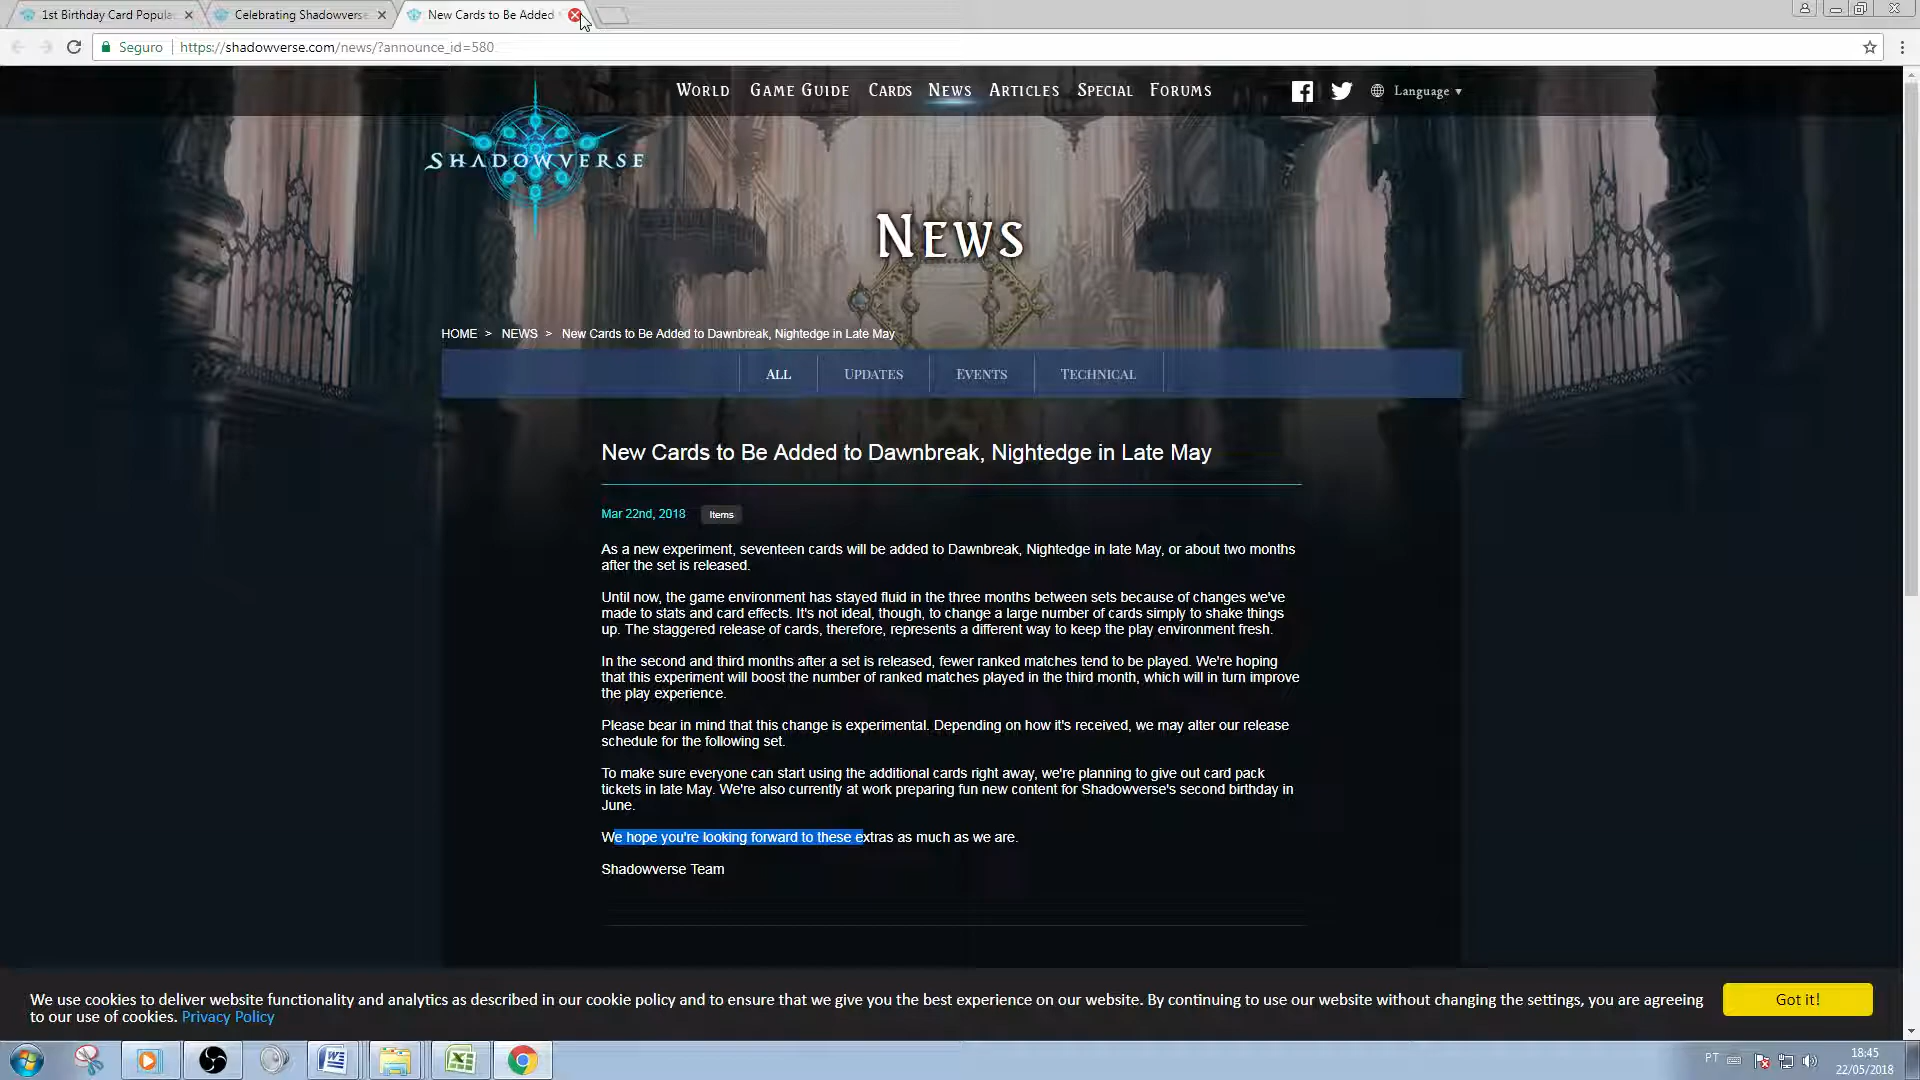 1st Birthday Card Popula
Celebrating Shadowverse
New Cards to Be Added
Seguro
https://shadowverse.com/news/?announce_id=580
WORLD GAME GUIDE CARDS NEWS ARTICLES SPECIAL FORUMS
Language
SHADOWVERSE
NEWS
HOME > NEWS > New Cards to Be Added to Dawnbreak, Nightedge in Late May
ALL UPDATES EVENTS TECHNICAL
New Cards to Be Added to Dawnbreak, Nightedge in Late May
Mar 22nd, 2018 Items
As a new experiment, seventeen cards will be added to Dawnbreak, Nightedge in late May, or about two months
after the set is released.
Until now, the game environment has stayed fluid in the three months between sets because of changes we've
made to stats and card effects. It's not ideal, though, to change a large number of cards simply to shake things
up. The staggered release of cards, therefore, represents a different way to keep the play environment fresh.
In the second and third months after a set is released, fewer ranked matches tend to be played. We're hoping
that this experiment will boost the number of ranked matches played in the third month, which will in turn improve
the play experience.
Please bear in mind that this change is experimental. Depending on how it's received, we may alter our release
schedule for the following set.
To make sure everyone can start using the additional cards right away, we're planning to give out card pack
tickets in late May. We're also currently at work preparing fun new content for Shadowverse's second birthday in
June.
We hope you're looking forward to these extras as much as we are.
Shadowverse Team
We use cookies to deliver website functionality and analytics as described in our cookie policy and to ensure that we give you the best experience on our website. By continuing to use our website without changing the settings, you are agreeing
to our use of cookies. Privacy Policy
Got it!
PT
18:45
22/05/2018